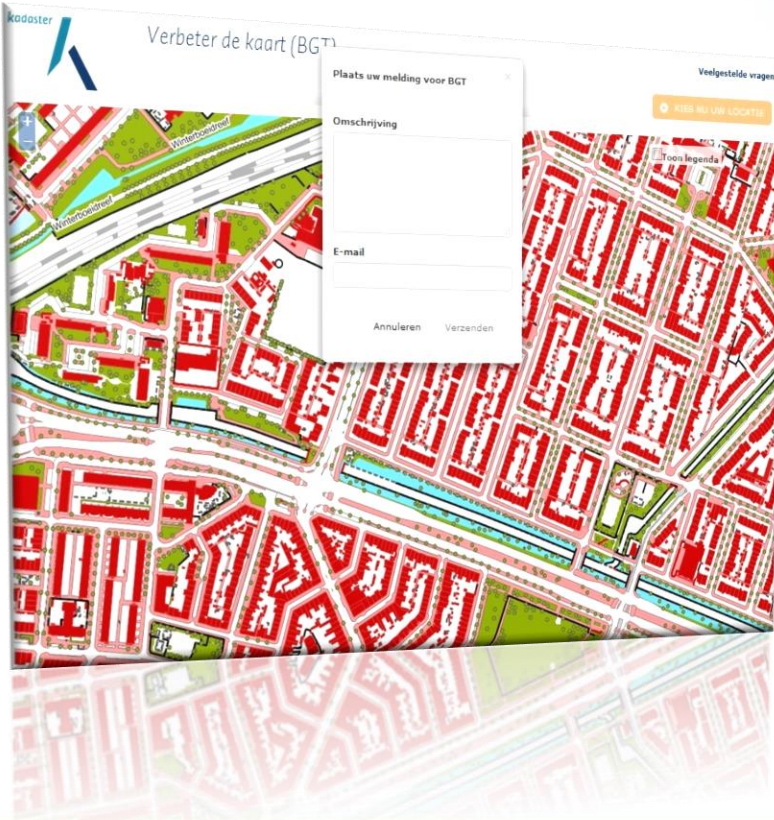 kadaster
Verbeter de kaart (BGT)
Plaats uw melding voor BGT
×
Veelgestelde vragen
KIES NU UW LOCATIE
+
Winterboeidreef
Omschrijving
Toon legenda
−
Winterboeidreef
E-mail
Annuleren Verzenden